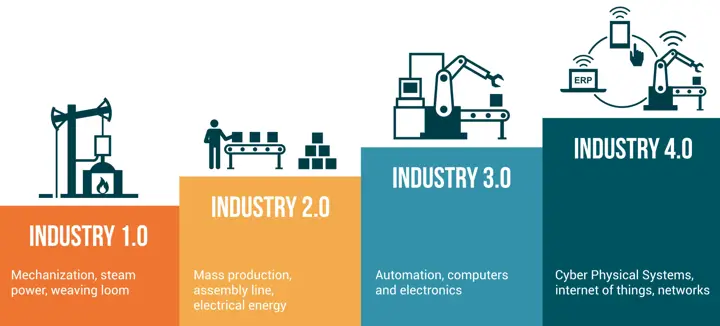 INDUSTRY 1.0
Mechanization, steam
power, weaving loom
INDUSTRY 2.0
Mass production,
assembly line,
electrical energy
INDUSTRY 3.0
Automation, computers
and electronics
ERP
INDUSTRY 4.0
Cyber Physical Systems,
internet of things, networks